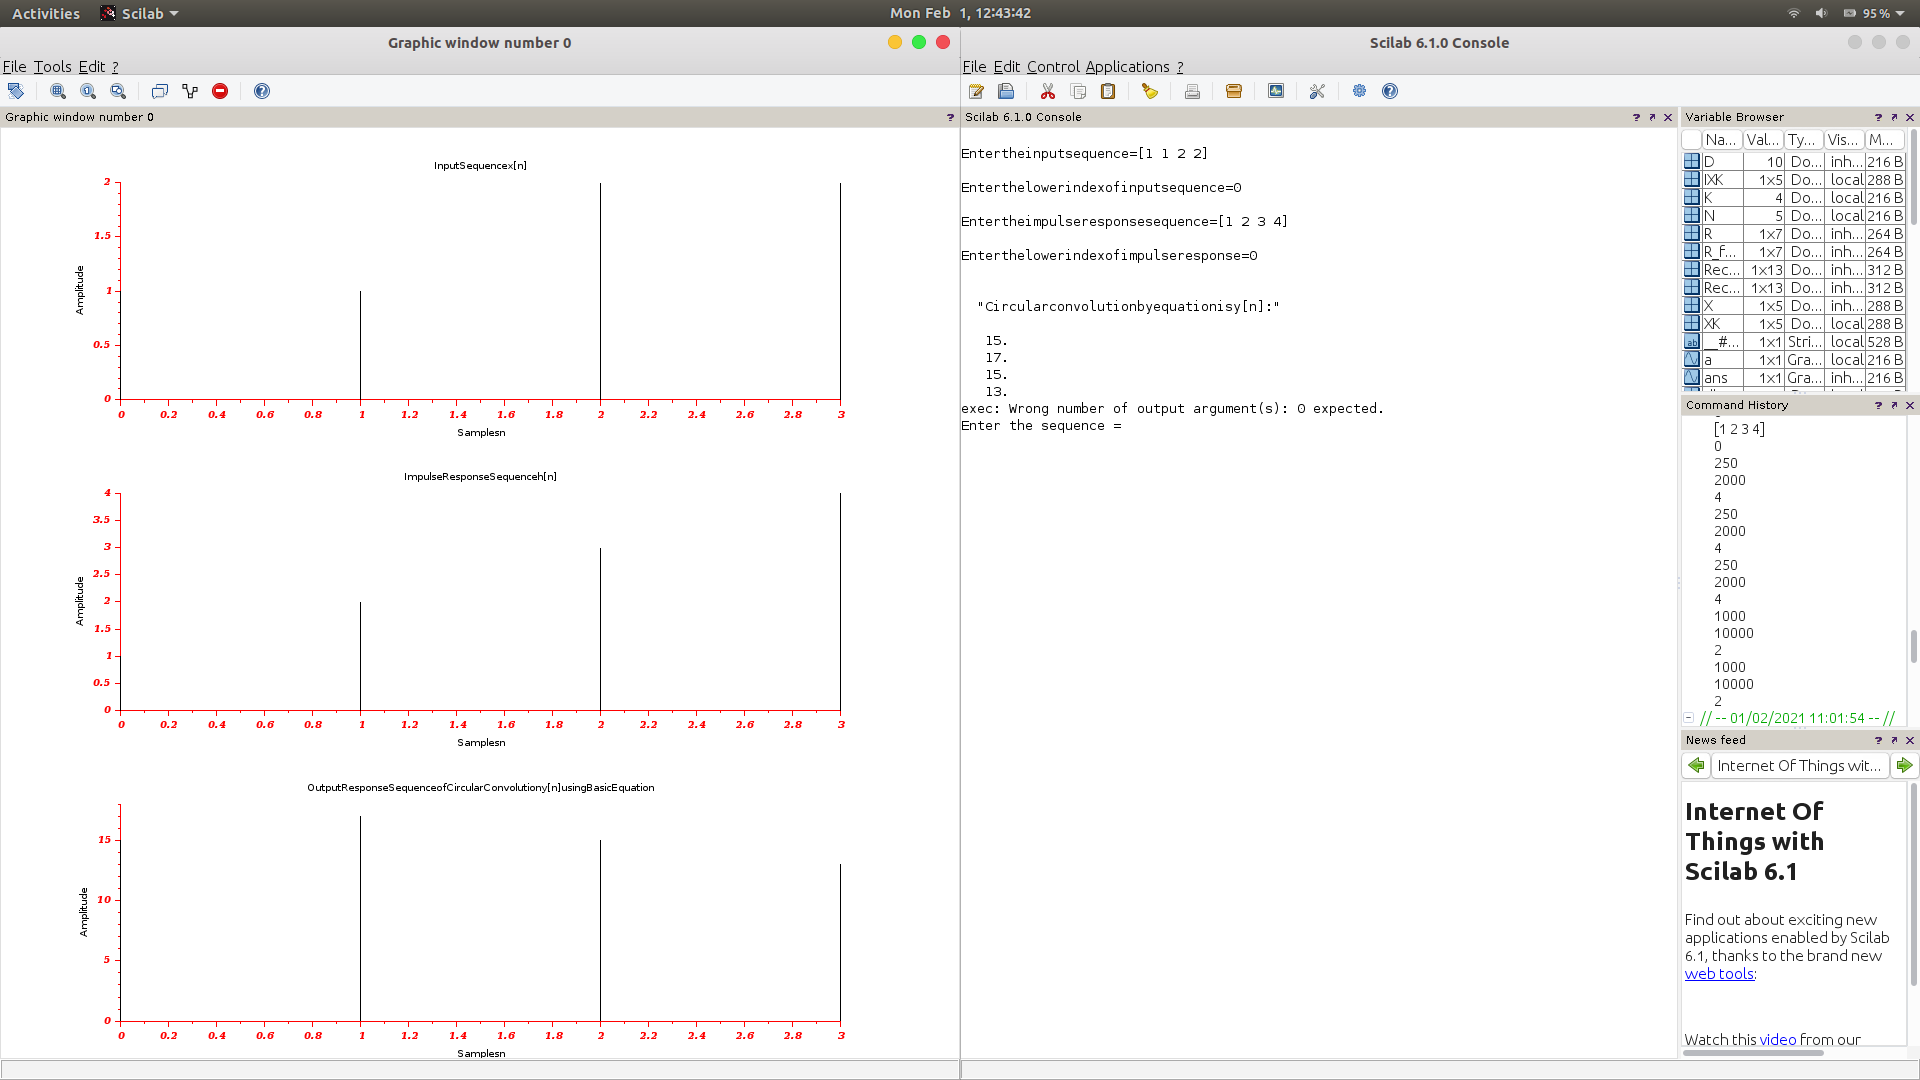 Activities Scilab Mon Feb 1, 12:43:42 95 %
Graphic window number 0
File Tools Edit ?
Graphic window number 0 ?
InputSequencex[n]
2
1.5
1
0.5
0
Amplitude
0 0.2 0.4 0.6 0.8 1 1.2 1.4 1.6 1.8 2 2.2 2.4 2.6 2.8 3
Samplesn
ImpulseResponseSequenceh[n]
4
3.5
3
2.5
2
1.5
1
0.5
0
Amplitude
0 0.2 0.4 0.6 0.8 1 1.2 1.4 1.6 1.8 2 2.2 2.4 2.6 2.8 3
Samplesn
OutputResponseSequenceofCircularConvolutiony[n]usingBasicEquation
15
10
5
0
Amplitude
0 0.2 0.4 0.6 0.8 1 1.2 1.4 1.6 1.8 2 2.2 2.4 2.6 2.8 3
Samplesn
Scilab 6.1.0 Console
File Edit Control Applications ?
Scilab 6.1.0 Console ?
Entertheinputsequence=[1 1 2 2]
Enterthelowerindexofinputsequence=0
Entertheimpulseresponsesequence=[1 2 3 4]
Enterthelowerindexofimpulseresponse=0
"Circularconvolutionbyequationisy[n]:"
15.
17.
15.
13.
exec: Wrong number of output argument(s): 0 expected.
Enter the sequence =
Variable Browser ?
Na... Val... Ty... Vis... M...
D 10 Do... inh... 216 B
IXK 1x5 Do... local 288 B
K 4 Do... local 216 B
N 5 Do... local 216 B
R 1x7 Do... inh... 264 B
R_f... 1x7 Do... inh... 264 B
Rec... 1x13 Do... inh... 312 B
Rec... 1x13 Do... inh... 312 B
X 1x5 Do... inh... 288 B
XK 1x5 Do... local 288 B
__#... 1x1 Stri... local 528 B
a 1x1 Gra... local 216 B
ans 1x1 Gra... inh... 216 B
Command History ?
[1 2 3 4]
0
250
2000
4
250
2000
4
250
2000
4
1000
10000
2
1000
10000
2
// -- 01/02/2021 11:01:54 -- //
News feed ?
Internet Of Things wit...
Internet Of
Things with
Scilab 6.1
Find out about exciting new
applications enabled by Scilab
6.1, thanks to the brand new
web tools:
Watch this video from our